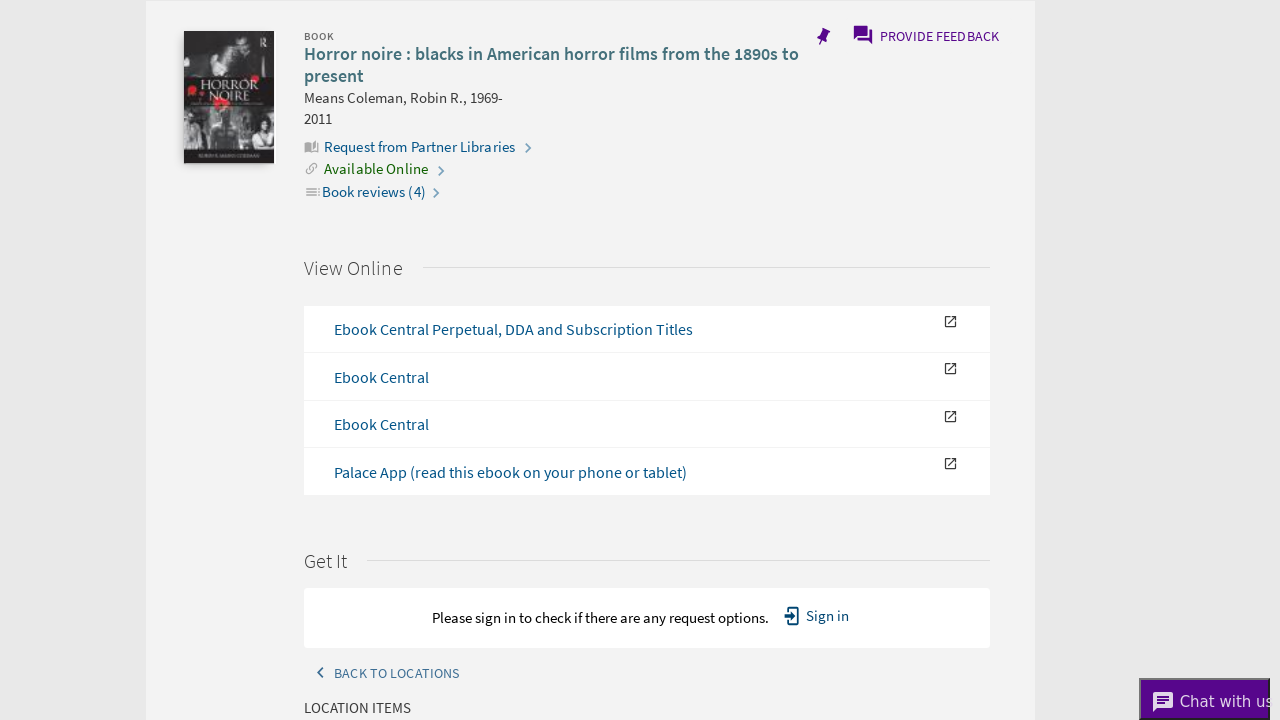 BOOK
Horror noire : blacks in American horror films from the 1890s to
present
Means Coleman, Robin R., 1969-
2011
Request from Partner Libraries
Available Online
Book reviews (4)
PROVIDE FEEDBACK
HORROR
NOIRE
View Online
Ebook Central Perpetual, DDA and Subscription Titles
Ebook Central
Ebook Central
Palace App (read this ebook on your phone or tablet)
Get It
Please sign in to check if there are any request options.
Sign in
BACK TO LOCATIONS
LOCATION ITEMS
Chat with us